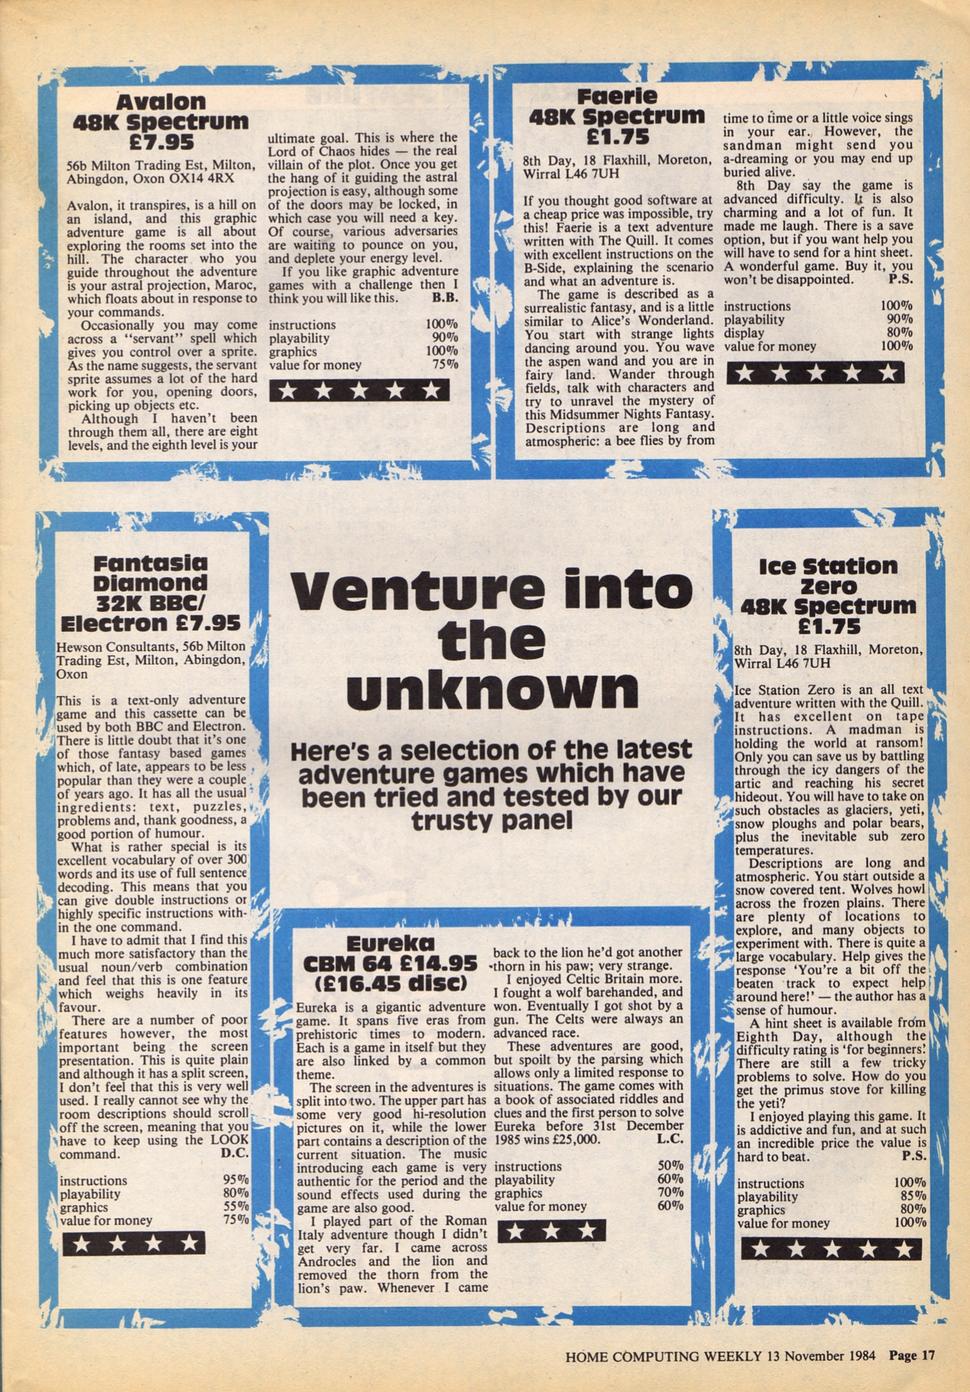 Avalon
48K Spectrum
£7.95
56b Milton Trading Est, Milton,
Abingdon, Oxon OX14 4RX
Avalon, it transpires, is a hill on
an island, and this graphic
adventure game is all about
exploring the rooms set into the
hill. The character who you
guide throughout the adventure
is your astral projection, Maroc,
which floats about in response to
your commands.
Occasionally you may come
across a "servant" spell which
gives you control over a sprite.
As the name suggests, the servant
sprite assumes a lot of the hard
work for you, opening doors,
picking up objects etc.
Although I haven't been
through them all, there are eight
levels, and the eighth level is your
ultimate goal. This is where the
Lord of Chaos hides — the real
villain of the plot. Once you get
the hang of it guiding the astral
projection is easy, although some
of the doors may be locked, in
which case you will need a key.
Of course, various adversaries
are waiting to pounce on you,
and deplete your energy level.
If you like graphic adventure
games with a challenge then I
think you will like this. B.B.
instructions 100%
playability 90%
graphics 100%
value for money 75%
Faerie
48K Spectrum
£1.75
8th Day, 18 Flaxhill, Moreton,
Wirral L46 7UH
If you thought good software at
a cheap price was impossible, try
this! Faerie is a text adventure
written with The Quill. It comes
with excellent instructions on the
B-Side, explaining the scenario
and what an adventure is.
The game is described as a
surrealistic fantasy, and is a little
similar to Alice's Wonderland.
You start with strange lights
dancing around you. You wave
the aspen wand and you are in
fairy land. Wander through
fields, talk with characters and
try to unravel the mystery of
this Midsummer Nights Fantasy.
Descriptions are long and
atmospheric: a bee flies by from
time to time or a little voice sings
in your ear. However, the
sandman might send you
a-dreaming or you may end up
buried alive.
8th Day say the game is
advanced difficulty. It is also
charming and a lot of fun. It
made me laugh. There is a save
option, but if you want help you
will have to send for a hint sheet.
A wonderful game. Buy it, you
won't be disappointed. P.S.
instructions 100%
playability 90%
display 80%
value for money 100%
Fantasia
Diamond
32K BBC/
Electron £7.95
Hewson Consultants, 56b Milton
Trading Est, Milton, Abingdon,
Oxon
This is a text-only adventure
game and this cassette can be
used by both BBC and Electron.
There is little doubt that it's one
of those fantasy based games
which, of late, appears to be less
popular than they were a couple
of years ago. It has all the usual
ingredients: text, puzzles,
problems and, thank goodness, a
good portion of humour.
What is rather special is its
excellent vocabulary of over 300
words and its use of full sentence
decoding. This means that you
can give double instructions or
highly specific instructions with-
in the one command.
I have to admit that I find this
much more satisfactory than the
usual noun/verb combination
and feel that this is one feature
which weighs heavily in its
favour.
There are a number of poor
features however, the most
important being the screen
presentation. This is quite plain
and although it has a split screen,
I don't feel that this is very well
used. I really cannot see why the
room descriptions should scroll
off the screen, meaning that you
have to keep using the LOOK
command. D.C.
instructions 95%
playability 80%
graphics 55%
value for money 75%
Venture into
the
unknown
Here's a selection of the latest
adventure games which have
been tried and tested by our
trusty panel
Eureka
CBM 64 £14.95
(£16.45 disc)
Eureka is a gigantic adventure
game. It spans five eras from
prehistoric times to modern.
Each is a game in itself but they
are also linked by a common
theme.
The screen in the adventures is
split into two. The upper part has
some very good hi-resolution
pictures on it, while the lower
part contains a description of the
current situation. The music
introducing each game is very
authentic for the period and the
sound effects used during the
game are also good.
I played part of the Roman
Italy adventure though I didn't
get very far. I came across
Androcles and the lion and
removed the thorn from the
lion's paw. Whenever I came
back to the lion he'd got another
thorn in his paw; very strange.
I enjoyed Celtic Britain more.
I fought a wolf barehanded, and
won. Eventually I got shot by a
gun. The Celts were always an
advanced race.
These adventures are good,
but spoilt by the parsing which
allows only a limited response to
situations. The game comes with
a book of associated riddles and
clues and the first person to solve
Eureka before 31st December
1985 wins £25,000. L.C.
instructions 50%
playability 60%
graphics 70%
value for money 60%
Ice Station
Zero
48K Spectrum
£1.75
8th Day, 18 Flaxhill, Moreton,
Wirral L46 7UH
Ice Station Zero is an all text
adventure written with the Quill.
It has excellent on tape
instructions. A madman is
holding the world at ransom!
Only you can save us by battling
through the icy dangers of the
artic and reaching his secret
hideout. You will have to take on
such obstacles as glaciers, yeti,
snow ploughs and polar bears,
plus the inevitable sub zero
temperatures.
Descriptions are long and
atmospheric. You start outside a
snow covered tent. Wolves howl
across the frozen plains. There
are plenty of locations to
explore, and many objects to
experiment with. There is quite a
large vocabulary. Help gives the
response 'You're a bit off the
beaten track to expect help
around here!' — the author has a
sense of humour.
A hint sheet is available from
Eighth Day, although the
difficulty rating is 'for beginners'.
There are still a few tricky
problems to solve. How do you
get the primus stove for killing
the yeti?
I enjoyed playing this game. It
is addictive and fun, and at such
an incredible price the value is
hard to beat. P.S.
instructions 100%
playability 85%
graphics 80%
value for money 100%
HOME COMPUTING WEEKLY 13 November 1984 Page 17